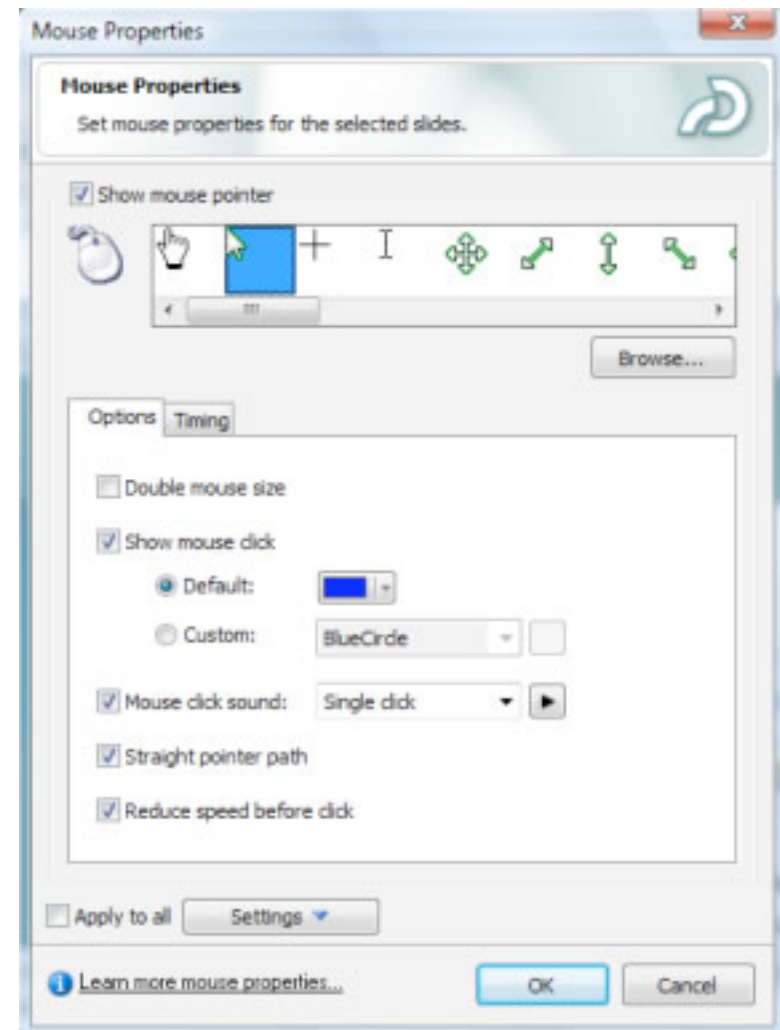 Mouse Properties
Mouse Properties
Set mouse properties for the selected slides.
Show mouse pointer
Browse...
Options Timing
Double mouse size
Show mouse click
Default:
Custom: BlueCircle
Mouse click sound: Single click
Straight pointer path
Reduce speed before click
Apply to all Settings
Learn more mouse properties... OK Cancel